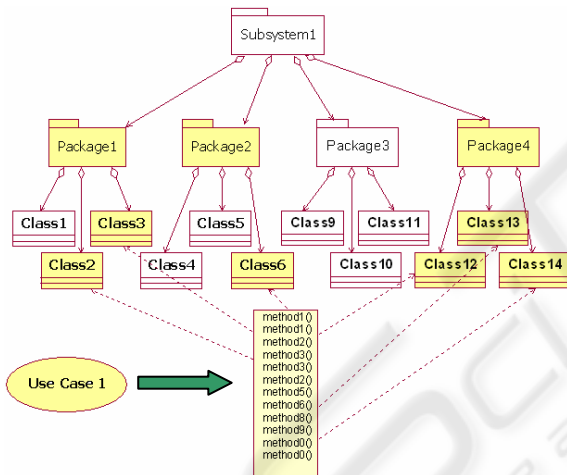 Subsystem1
Package1
Package2
Package3
Package4
Class1
Class3
Class5
Class9
Class11
Class13
Class2
Class4
Class6
Class10
Class12
Class14
method1()
method1()
method2()
method3()
method3()
method2()
method5()
method6()
method8()
method9()
method0()
method0()
Use Case 1